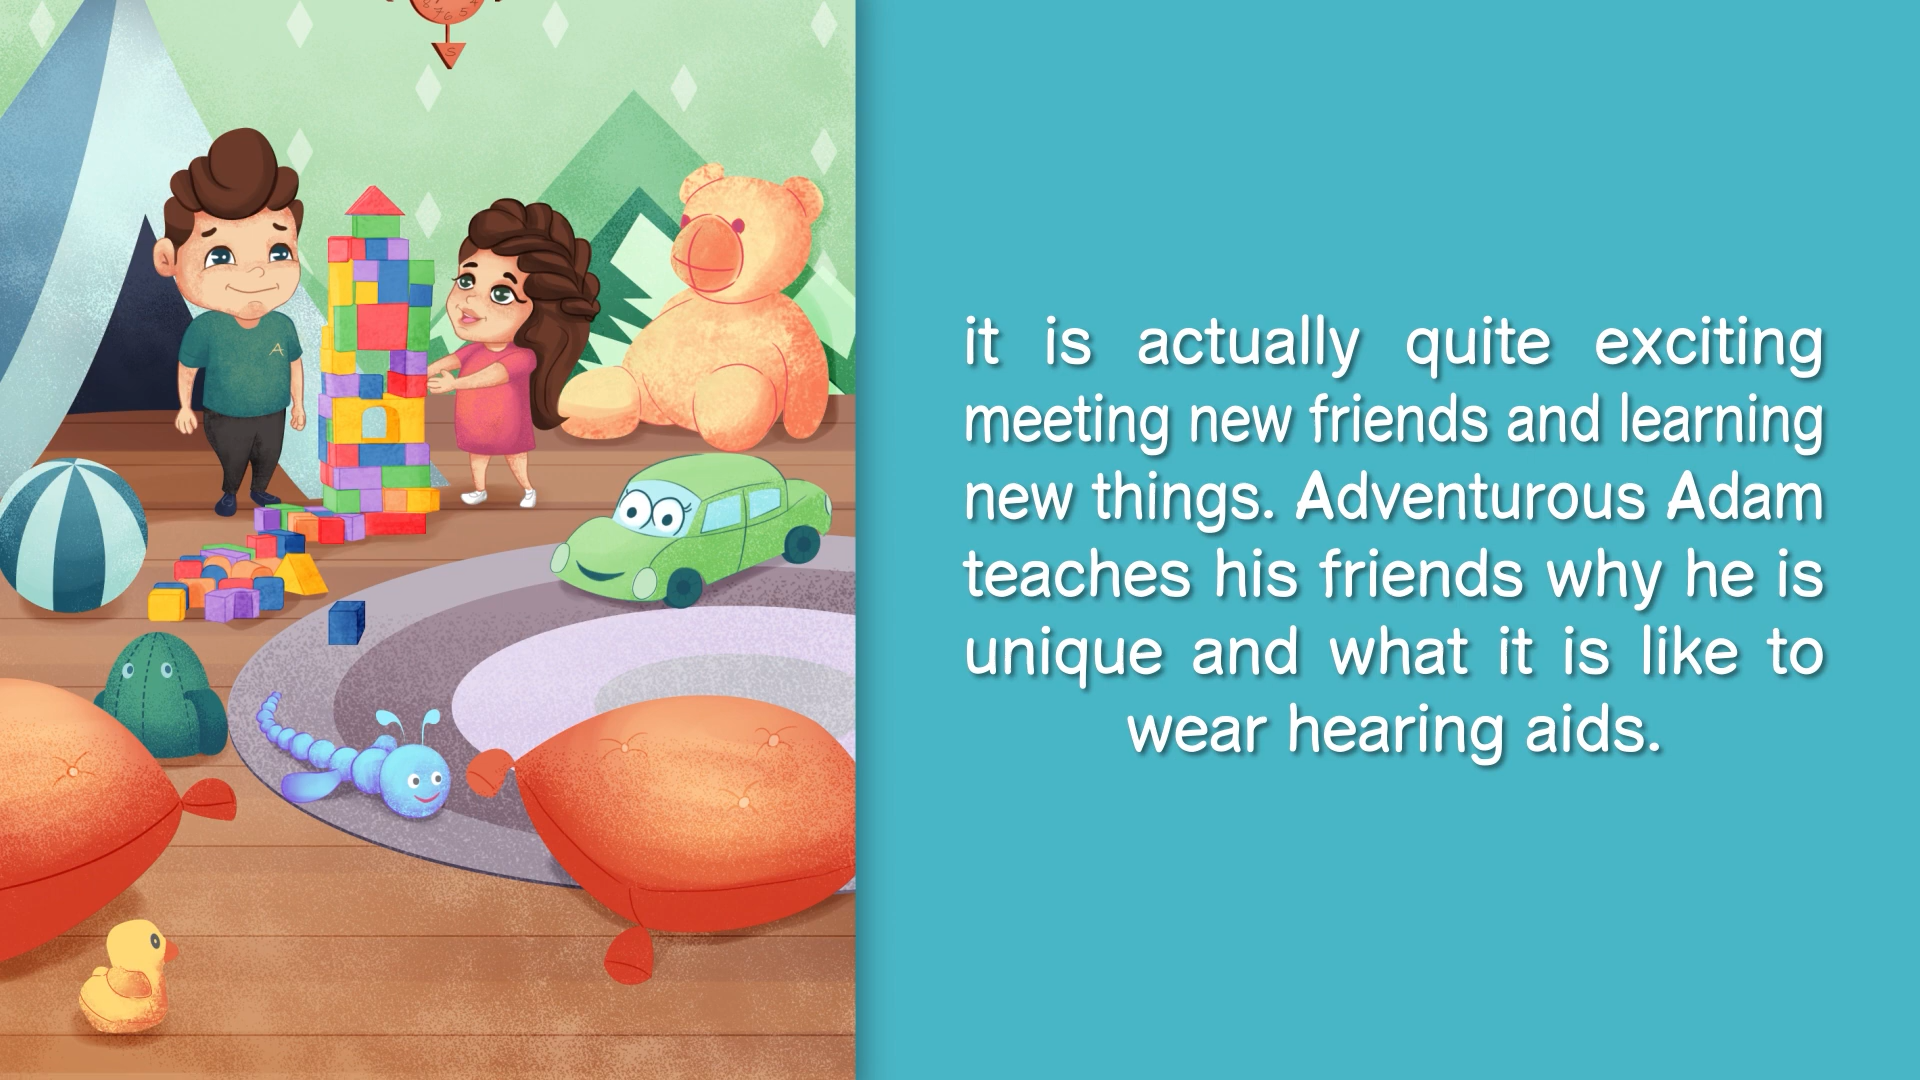 S
A
it is actually quite exciting
meeting new friends and learning
new things. Adventurous Adam
teaches his friends why he is
unique and what it is like to
wear hearing aids.